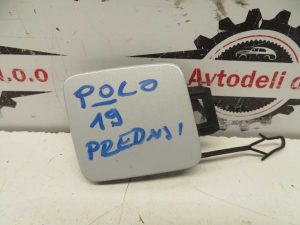 d.o.o
Avtodeli d
POLO
19
PREDNJI